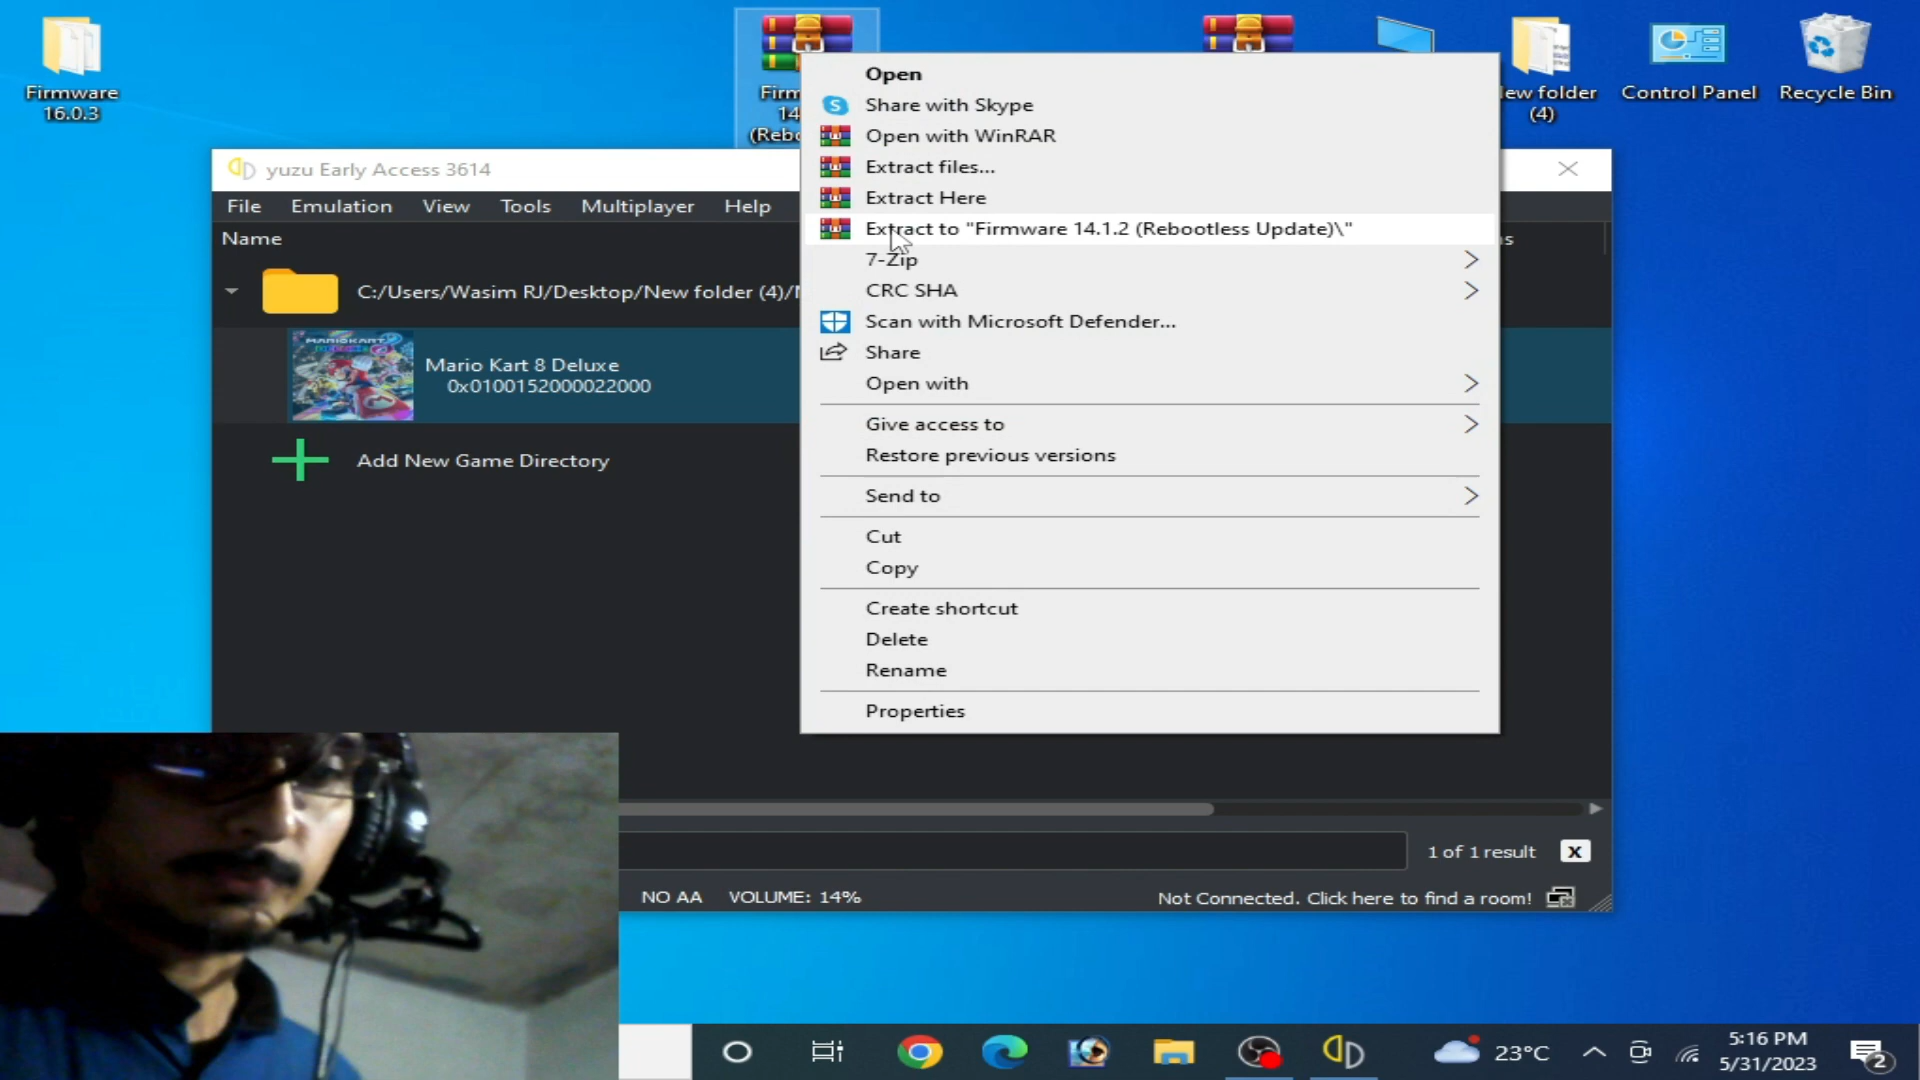 Firmware
16.0.3
Control Panel
Recycle Bin
(4)
yuzu Early Access 3614
File Emulation View Tools Multiplayer Help
Name
C:/Users/Wasim RJ/Desktop/New folder (4)/
MARIOKART 8
Mario Kart 8 Deluxe
0x0100152000022000
Add New Game Directory
Open
Share with Skype
Open with WinRAR
Extract files...
Extract Here
Extract to "Firmware 14.1.2 (Rebootless Update)\"
7-Zip
CRC SHA
Scan with Microsoft Defender...
Share
Open with
Give access to
Restore previous versions
Send to
Cut
Copy
Create shortcut
Delete
Rename
Properties
1 of 1 result X
NO AA VOLUME: 14% Not Connected. Click here to find a room!
23°C
5:16 PM
5/31/2023
2